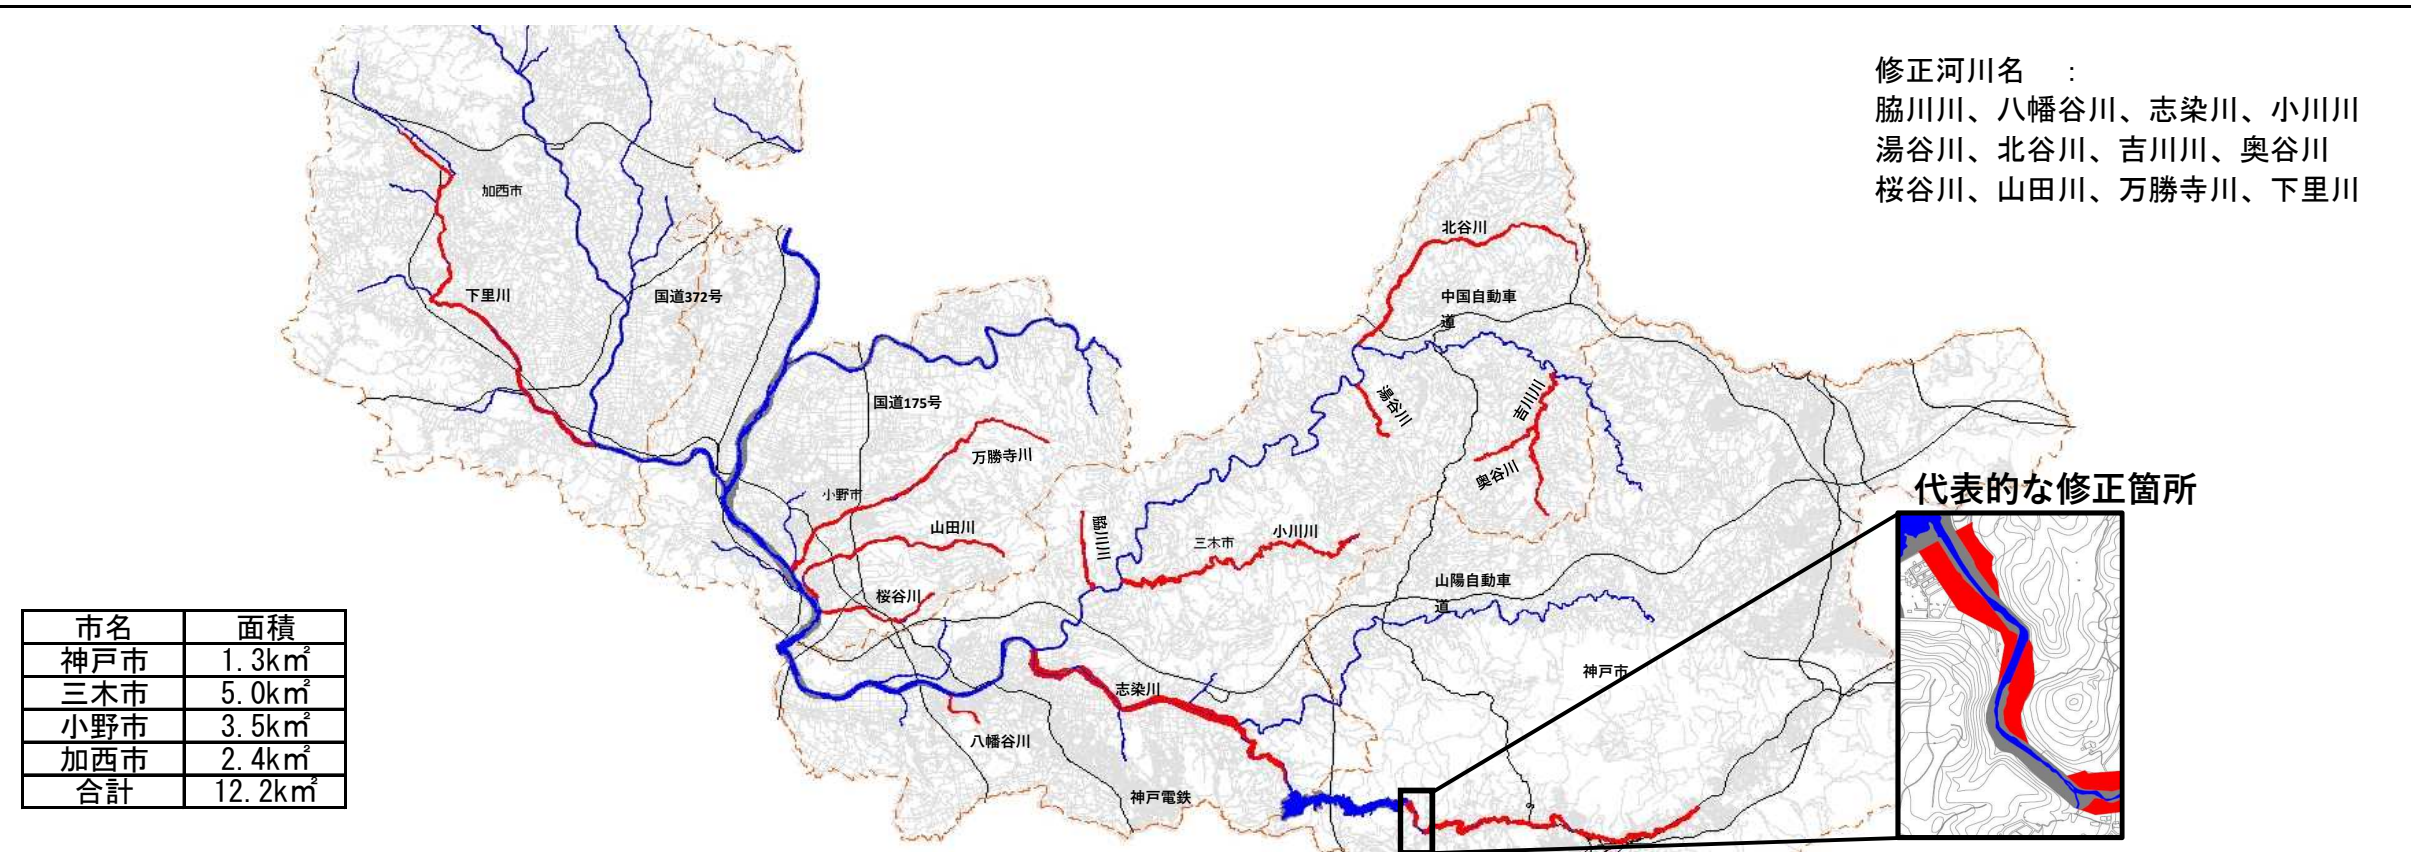 修正河川名　：
脇川川、八幡谷川、志染川、小川川
湯谷川、北谷川、吉川川、奥谷川
桜谷川、山田川、万勝寺川、下里川
加西市
北谷川
下里川
国道372号
中国自動車
道
国道175号
湯谷川
吉川川
万勝寺川
奥谷川
小野市
代表的な修正箇所
山田川
脇川川
三木市
小川川
山陽自動車
道
桜谷川
神戸市
志染川
八幡谷川
神戸電鉄
市名 面積
神戸市 1.3k㎡
三木市 5.0k㎡
小野市 3.5k㎡
加西市 2.4k㎡
合計 12.2k㎡